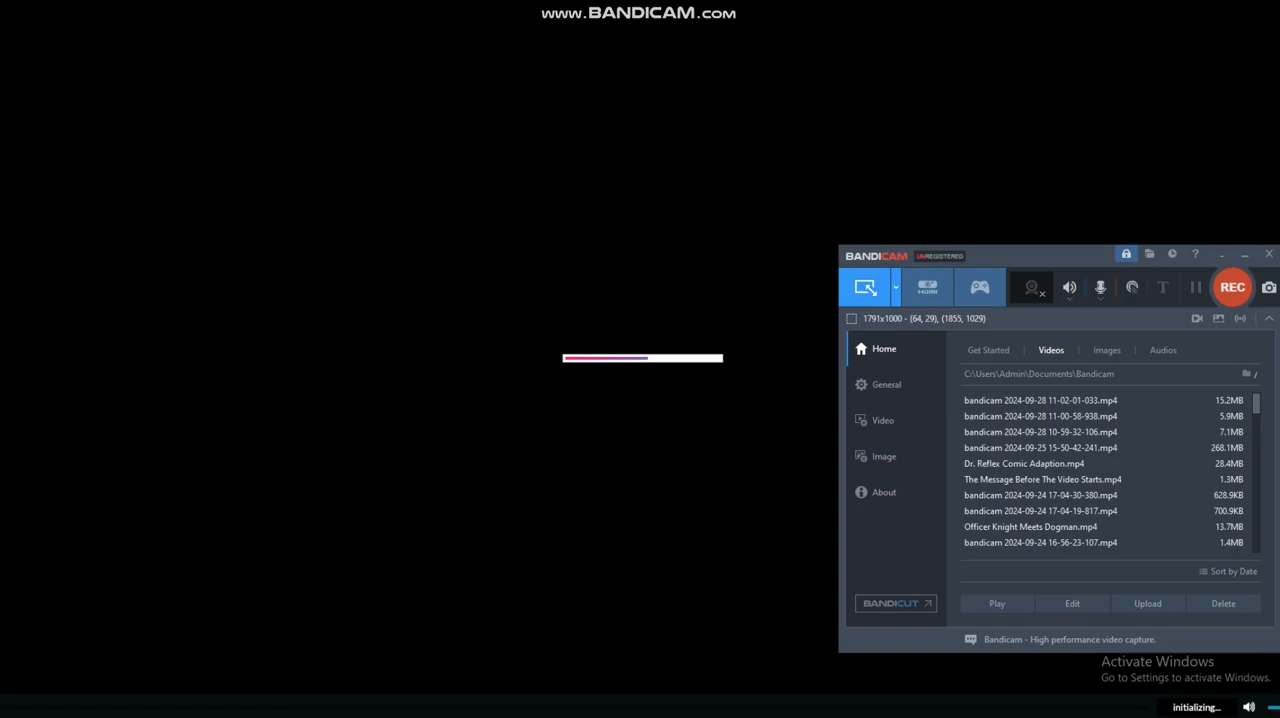 www.BANDICAM.com
BANDICAM UNREGISTERED
HDMI
T
REC
1791x1000 - (64, 29), (1855, 1029)
Home
General
Video
Image
About
BANDICUT
Get Started
Videos
Images
Audios
C:\Users\Admin\Documents\Bandicam
bandicam 2024-09-28 11-02-01-033.mp4 15.2MB
bandicam 2024-09-28 11-00-58-938.mp4 5.9MB
bandicam 2024-09-28 10-59-32-106.mp4 7.1MB
bandicam 2024-09-25 15-50-42-241.mp4 268.1MB
Dr. Reflex Comic Adaption.mp4 28.4MB
The Message Before The Video Starts.mp4 1.3MB
bandicam 2024-09-24 17-04-30-380.mp4 628.9KB
bandicam 2024-09-24 17-04-19-817.mp4 700.9KB
Officer Knight Meets Dogman.mp4 13.7MB
bandicam 2024-09-24 16-56-23-107.mp4 1.4MB
Sort by Date
Play
Edit
Upload
Delete
Bandicam - High performance video capture.
Activate Windows
Go to Settings to activate Windows.
initializing...